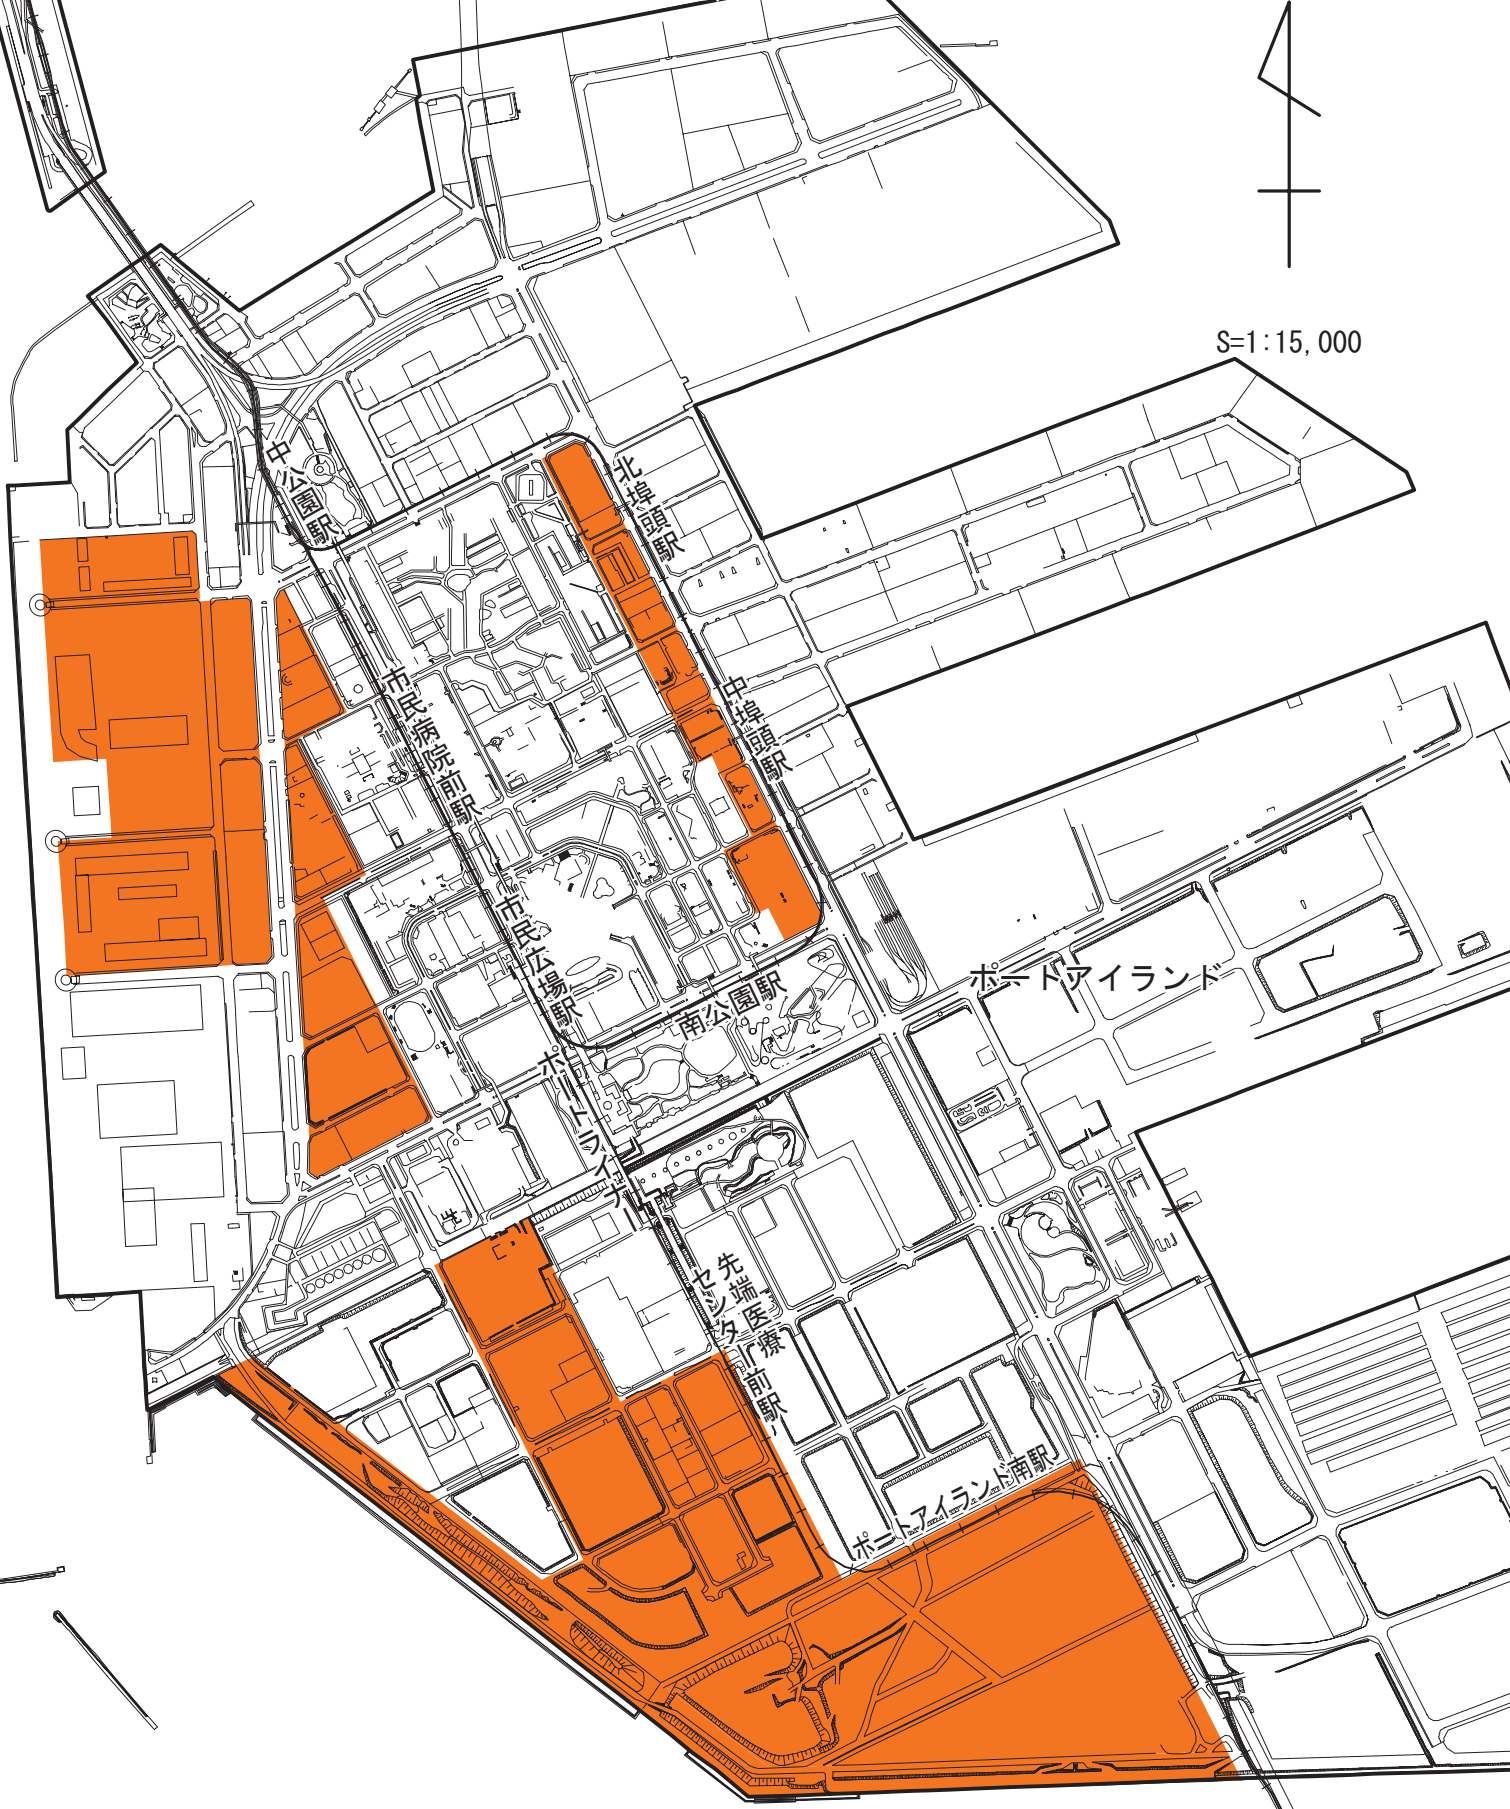 S=1:15,000
中公園駅
北埠頭駅
市民病院前駅
中埠頭駅
市民広場駅
南公園駅
ポートアイランド
ポートライナー
先端医療
センター前駅
ポートアイランド南駅